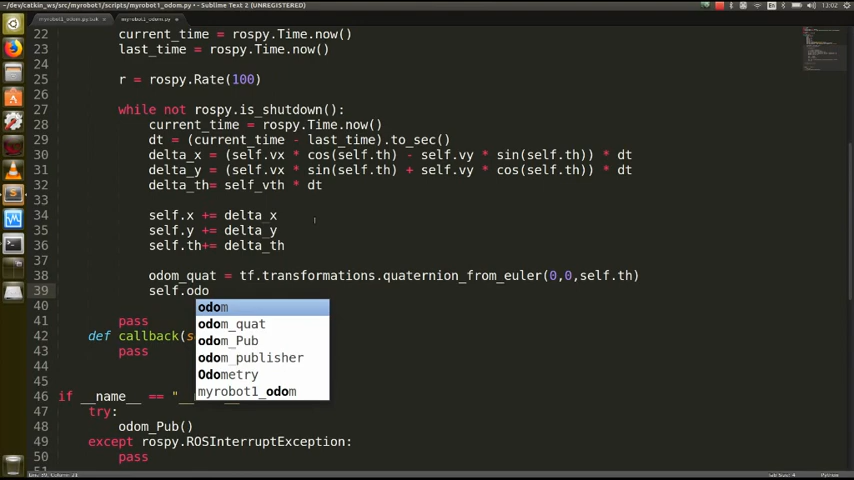 ~/dev/catkin_ws/src/myrobot1/scripts/myrobot1_odom.py • - Sublime Text 2 (UNREGISTERED)
En
13:02
myrobot1_odom.py
22 current_time = rospy.Time.now()
23 last_time = rospy.Time.now()
24
25 r = rospy.Rate(100)
26
27 while not rospy.is_shutdown():
28 current_time = rospy.Time.now()
29 dt = (current_time - last_time).to_sec()
30 delta_x = (self.vx * cos(self.th) - self.vy * sin(self.th)) * dt
31 delta_y = (self.vx * sin(self.th) + self.vy * cos(self.th)) * dt
32 delta_th= self_vth * dt
33
34 self.x += delta_x
35 self.y += delta_y
36 self.th+= delta_th
37
38 odom_quat = tf.transformations.quaternion_from_euler(0,0,self.th)
39 self.odo
40
odom
odom_quat
odom_Pub
odom_publisher
Odometry
myrobot1_odom
41 pass
42 def callback(s
43 pass
44
45
46 if __name__ == "__
47 try:
48 odom_Pub()
49 except rospy.ROSInterruptException:
50 pass
51